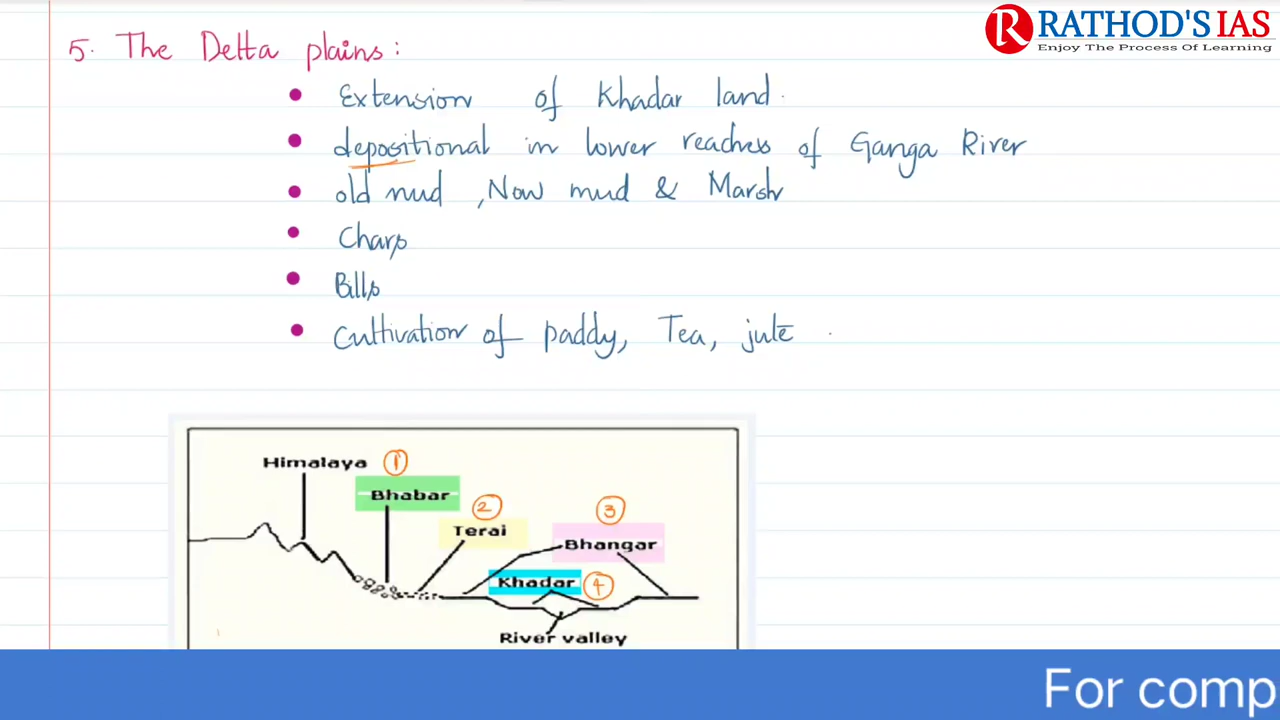 RATHOD'S IAS
Enjoy The Process Of Learning
5. The Delta plains:
• Extension of Khadar land.
• depositional in lower reaches of Ganga River
• old mud, Now mud & Marsh
• Chars
• Bills
• Cultivation of paddy, Tea, jute.
Himalaya ①
Bhabar
② 
Terai
③
Bhangar
Khadar ④
River valley
For comp